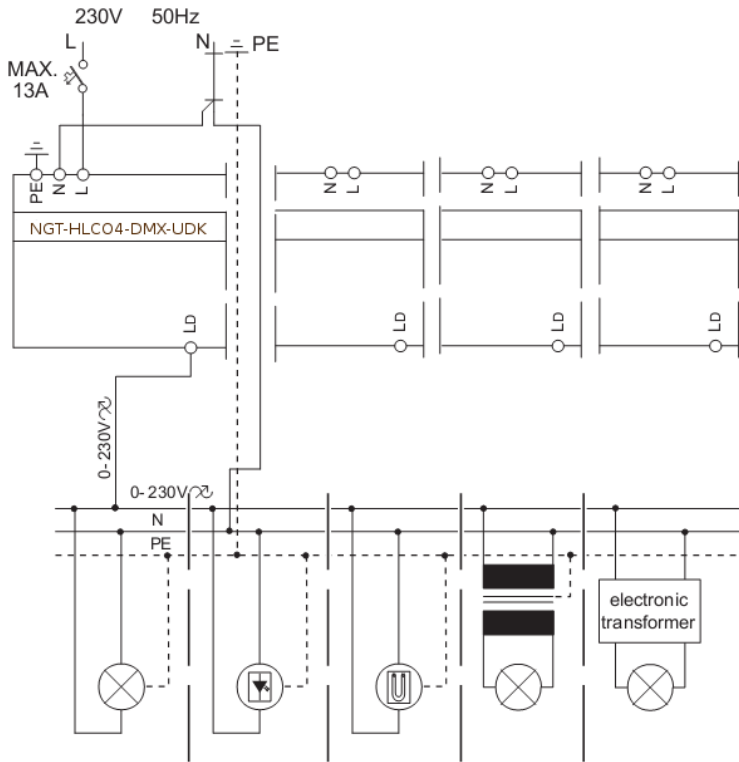 230V 50Hz
L N PE
MAX.
13A
PE N L N L N L N L
NGT-HLCO4-DMX-UDK
LD LD LD LD
0-230V
0-230V
N
PE
electronic
transformer